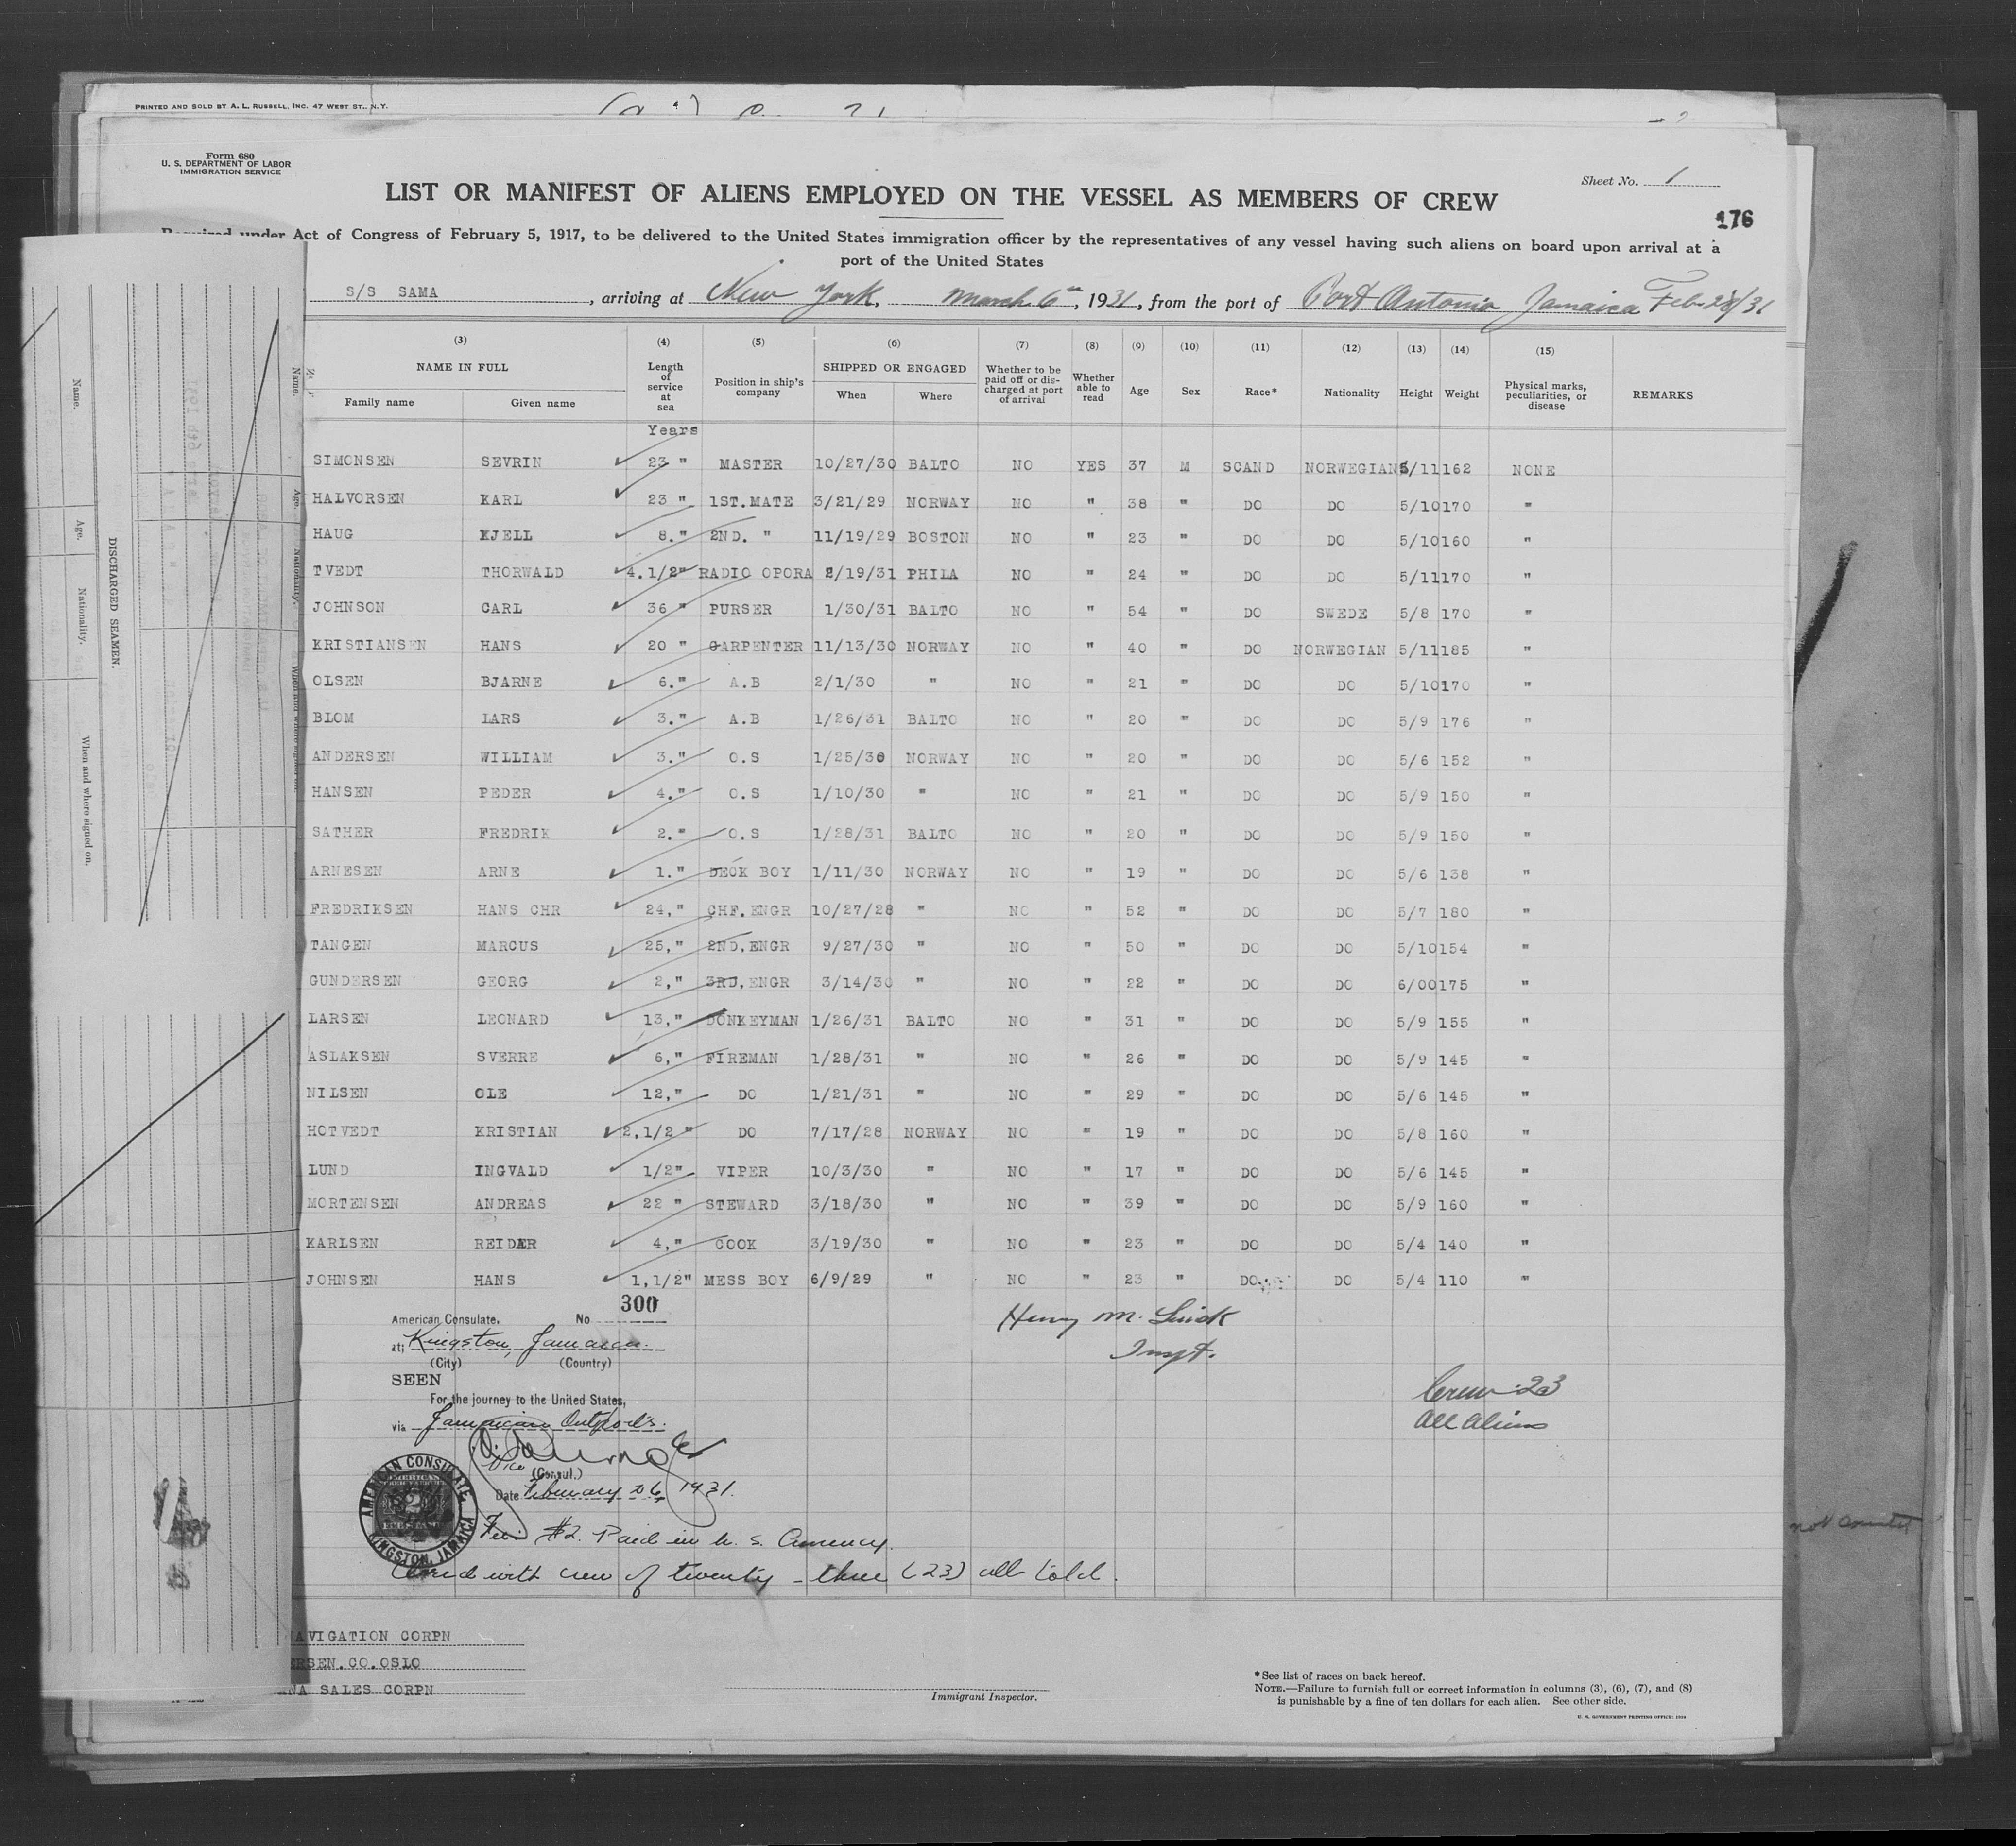 PRINTED AND SOLD BY A. L. RUSSELL, INC. 47 WEST ST., N.Y.
Form 680
U. S. DEPARTMENT OF LABOR
IMMIGRATION SERVICE
Sheet No. 1
LIST OR MANIFEST OF ALIENS EMPLOYED ON THE VESSEL AS MEMBERS OF CREW
176
Required under Act of Congress of February 5, 1917, to be delivered to the United States immigration officer by the representatives of any vessel having such aliens on board upon arrival at a
port of the United States
S/S SAMA, arriving at New York, March 6th, 1931, from the port of Port Antonio Jamaica Feb 28/31
(3) (4) (5) (6) (7) (8) (9) (10) (11) (12) (13) (14) (15)
NAME IN FULL Length of service at sea Position in ship's company SHIPPED OR ENGAGED Whether to be paid off or discharged at port of arrival Whether able to read Age Sex Race* Nationality Height Weight Physical marks, peculiarities, or disease REMARKS
Family name Given name When Where
Years
SIMONSEN SEVRIN 23 " MASTER 10/27/30 BALTO NO YES 37 M SCAND NORWEGIAN 5/11 162 NONE
HALVORSEN KARL 23 " 1ST.MATE 3/21/29 NORWAY NO " 38 " DO DO 5/10 170 "
HAUG KJELL 8." 2ND. " 11/19/29 BOSTON NO " 23 " DO DO 5/10 160 "
TVEDT THORWALD 4.1/2" RADIO OPORA 2/19/31 PHILA NO " 24 " DO DO 5/11 170 "
JOHNSON CARL 36 " PURSER 1/30/31 BALTO NO " 54 " DO SWEDE 5/8 170 "
KRISTIANSEN HANS 20 " CARPENTER 11/13/30 NORWAY NO " 40 " DO NORWEGIAN 5/11 185 "
OLSEN BJARNE 6." A.B 2/1/30 " NO " 21 " DO DO 5/10 170 "
BLOM LARS 3." A.B 1/26/31 BALTO NO " 20 " DO DO 5/9 176 "
ANDERSEN WILLIAM 3." O.S 1/25/30 NORWAY NO " 20 " DO DO 5/6 152 "
HANSEN PEDER 4." O.S 1/10/30 " NO " 21 " DO DO 5/9 150 "
SATHER FREDRIK 2." O.S 1/28/31 BALTO NO " 20 " DO DO 5/9 150 "
ARNESEN ARNE 1." DECK BOY 1/11/30 NORWAY NO " 19 " DO DO 5/6 138 "
FREDRIKSEN HANS CHR 24," CHF.ENGR 10/27/28 " NO " 52 " DO DO 5/7 180 "
TANGEN MARCUS 25," 2ND,ENGR 9/27/30 " NO " 50 " DO DO 5/10 154 "
GUNDERSEN GEORG 2," 3RD,ENGR 3/14/30 " NO " 22 " DO DO 6/00 175 "
LARSEN LEONARD 13," DONKEYMAN 1/26/31 BALTO NO " 31 " DO DO 5/9 155 "
ASLAKSEN SVERRE 6," FIREMAN 1/28/31 " NO " 26 " DO DO 5/9 145 "
NILSEN OLE 12," DO 1/21/31 " NO " 29 " DO DO 5/6 145 "
HOTVEDT KRISTIAN 2,1/2 " DO 7/17/28 NORWAY NO " 19 " DO DO 5/8 160 "
LUND INGVALD 1/2" VIPER 10/3/30 " NO " 17 " DO DO 5/6 145 "
MORTENSEN ANDREAS 22 " STEWARD 3/18/30 " NO " 39 " DO DO 5/9 160 "
KARLSEN REIDAR 4," COOK 3/19/30 " NO " 23 " DO DO 5/4 140 "
JOHNSEN HANS 1,1/2" MESS BOY 6/9/29 " NO " 23 " DO DO 5/4 110 "
American Consulate, No 300
at Kingston, Jamaica.
(City) (Country)
SEEN
For the journey to the United States,
via Jamaican Outports.
Vice (Consul.)
Date February 26, 1931.
Fee: $2. Paid in U. S. Currency.
with crew of twenty-three (23) all told.
Henry M.
Inspt.
Crew 23
All Aliens
AMERICAN CONSULATE, KINGSTON, JAMAICA
AMERICAN
2
FEE STAMP
AVIGATION CORPN
RSEN.CO.OSLO
NA SALES CORPN
Immigrant Inspector.
*See list of races on back hereof.
NOTE.—Failure to furnish full or correct information in columns (3), (6), (7), and (8)
is punishable by a fine of ten dollars for each alien. See other side.
U. S. GOVERNMENT PRINTING OFFICE:
DISCHARGED SEAMEN.
Name. Age. Nationality. When and where signed on.
Name. Age. Nationality.
not